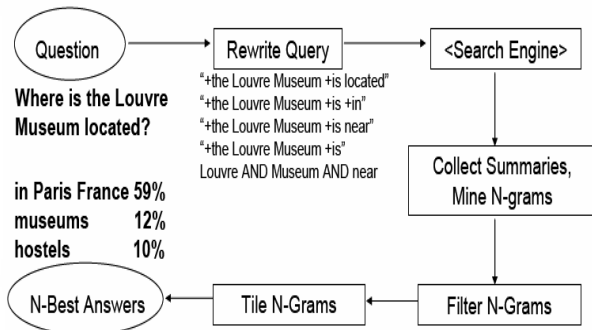 Question
Rewrite Query
<Search Engine>
Where is the Louvre
Museum located?
"+the Louvre Museum +is located"
"+the Louvre Museum +is +in"
"+the Louvre Museum +is near"
"+the Louvre Museum +is"
Louvre AND Museum AND near
Collect Summaries,
Mine N-grams
in Paris France 59%
museums 12%
hostels 10%
N-Best Answers
Tile N-Grams
Filter N-Grams